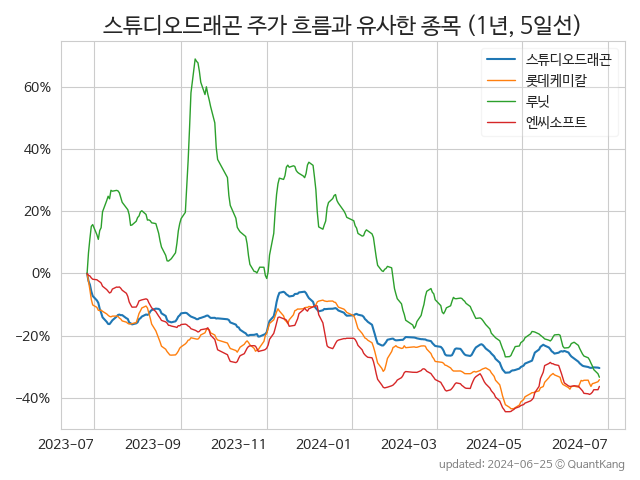 스튜디오드래곤 주가 흐름과 유사한 종목 (1년, 5일선)
스튜디오드래곤
롯데케미칼
루닛
엔씨소프트
60%
40%
20%
0%
−20%
−40%
2023-07 2023-09 2023-11 2024-01 2024-03 2024-05 2024-07
updated: 2024-06-25 © QuantKang